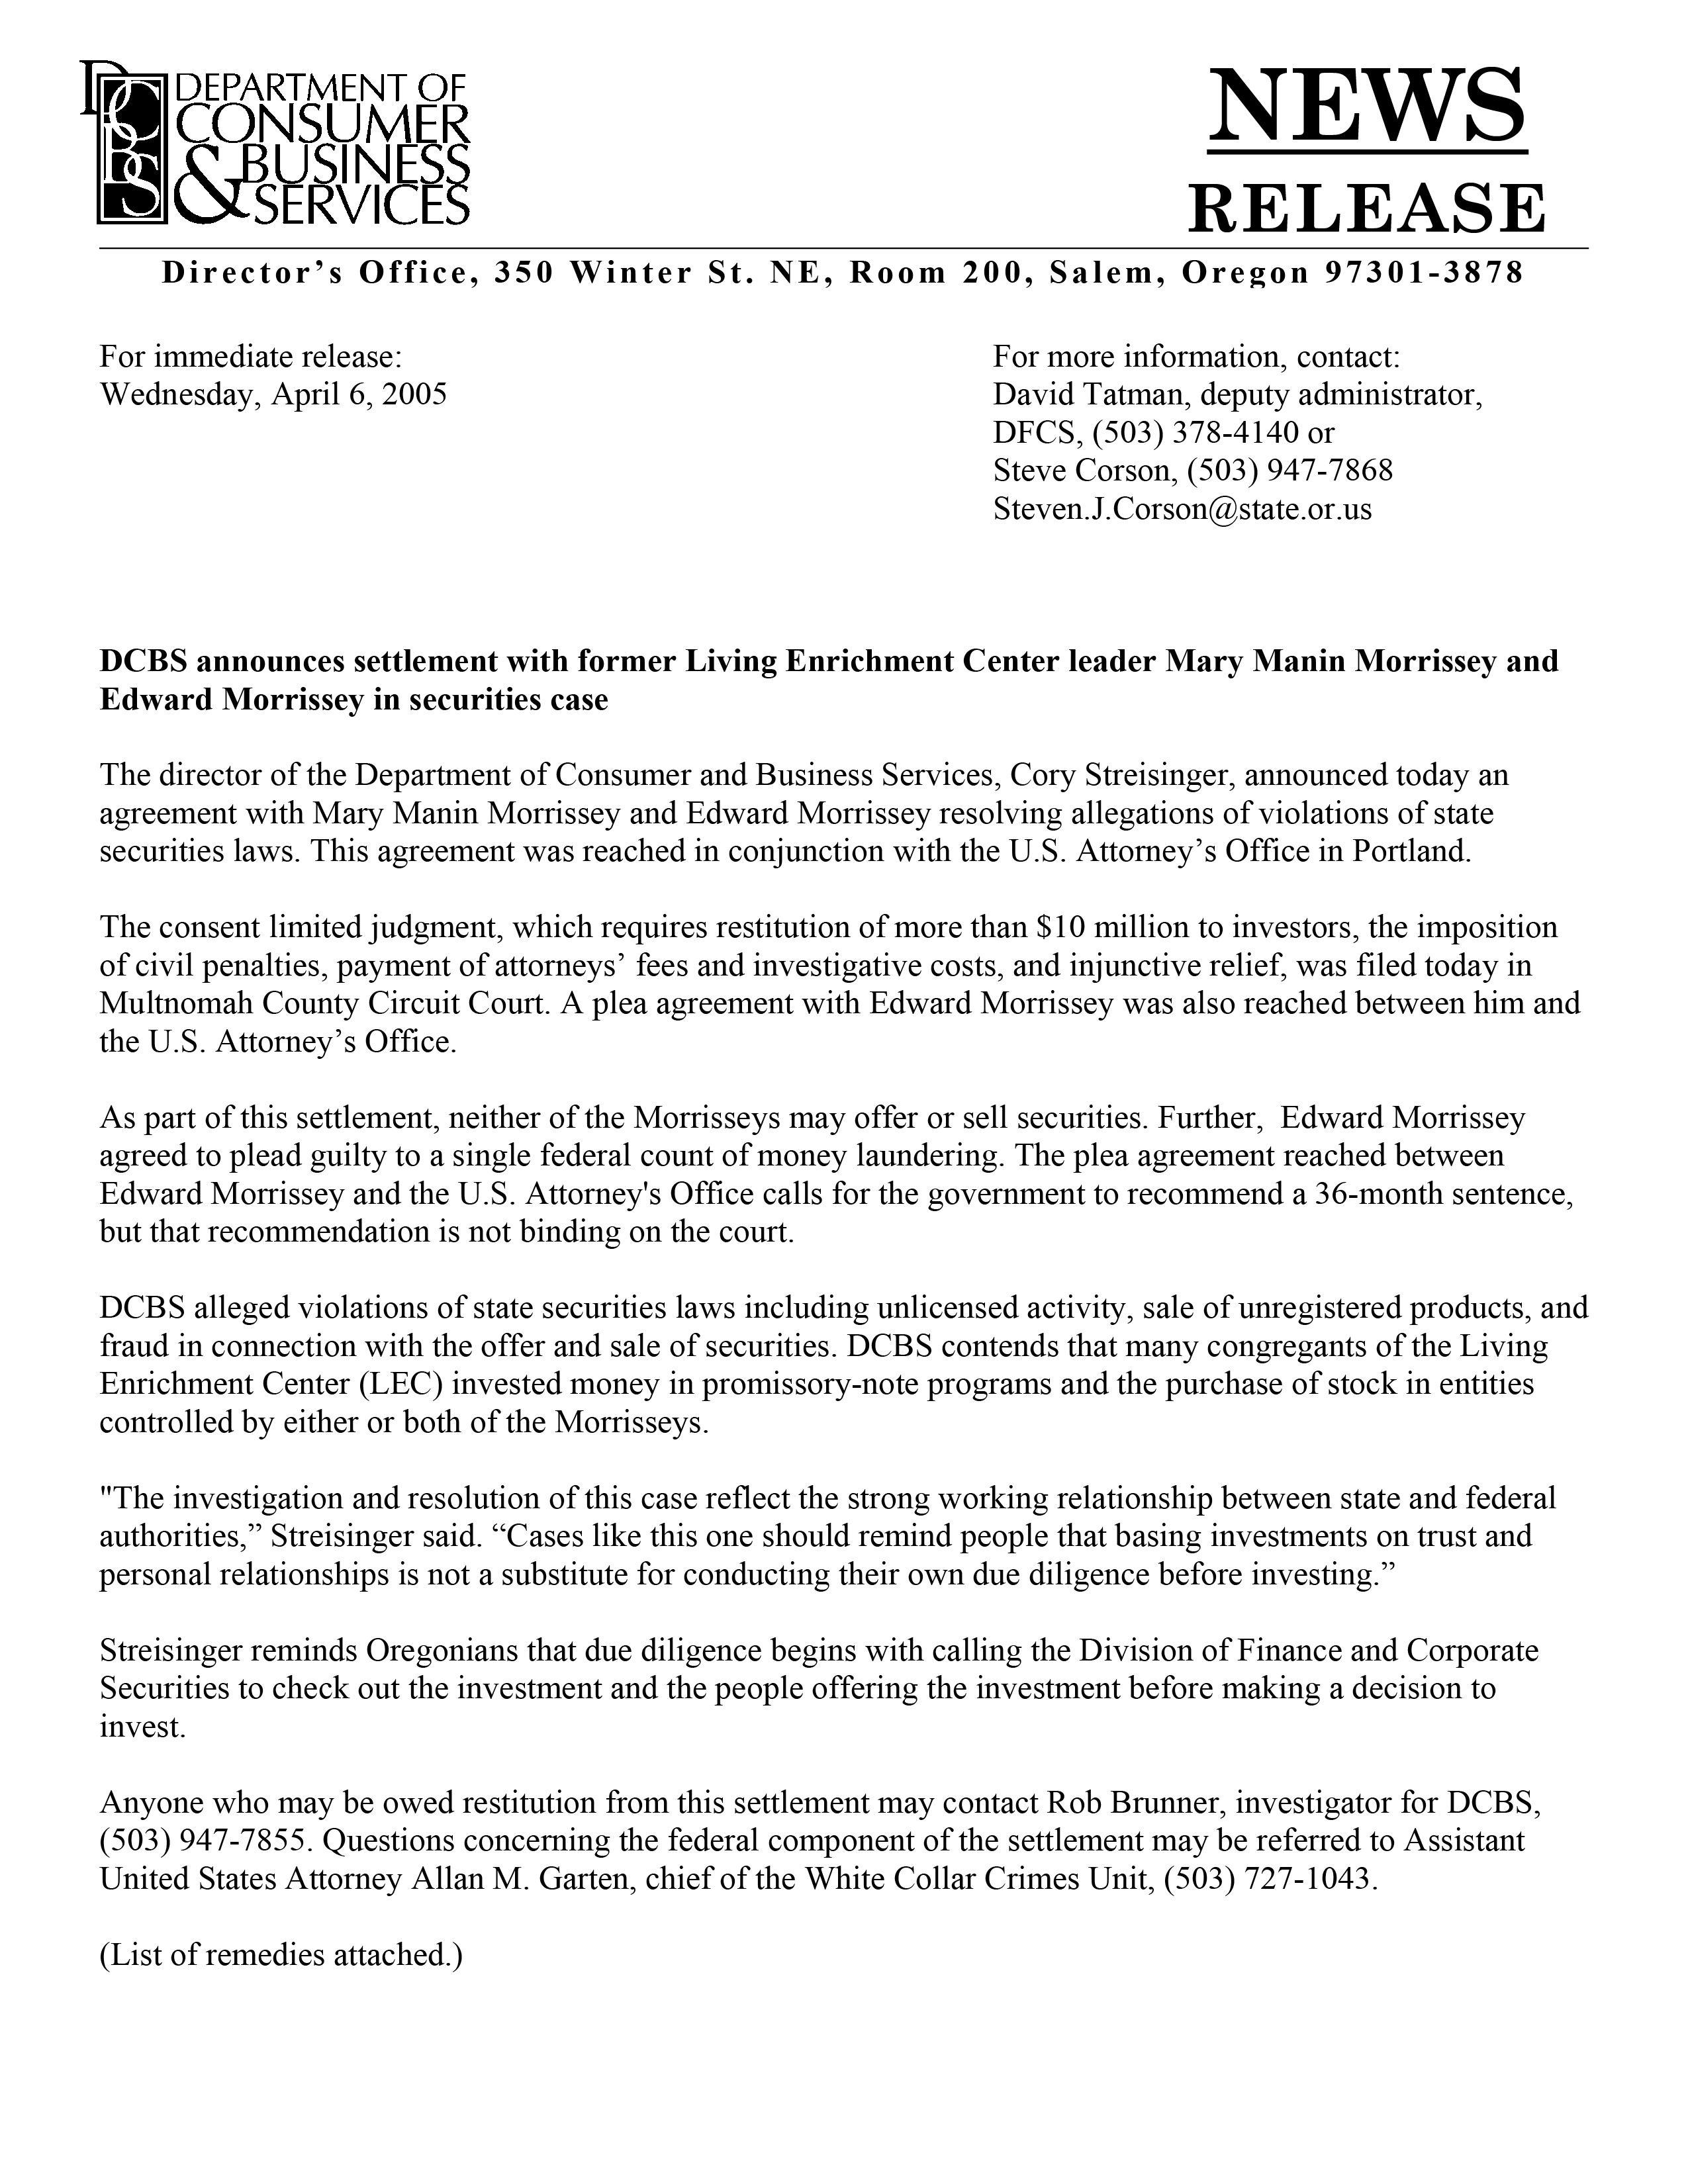 DCBS
DEPARTMENT OF
CONSUMER
& BUSINESS
SERVICES
NEWS
RELEASE
Director’s Office, 350 Winter St. NE, Room 200, Salem, Oregon 97301-3878
For immediate release:
Wednesday, April 6, 2005
For more information, contact:
David Tatman, deputy administrator,
DFCS, (503) 378-4140 or
Steve Corson, (503) 947-7868
Steven.J.Corson@state.or.us
DCBS announces settlement with former Living Enrichment Center leader Mary Manin Morrissey and
Edward Morrissey in securities case
The director of the Department of Consumer and Business Services, Cory Streisinger, announced today an
agreement with Mary Manin Morrissey and Edward Morrissey resolving allegations of violations of state
securities laws. This agreement was reached in conjunction with the U.S. Attorney’s Office in Portland.
The consent limited judgment, which requires restitution of more than $10 million to investors, the imposition
of civil penalties, payment of attorneys’ fees and investigative costs, and injunctive relief, was filed today in
Multnomah County Circuit Court. A plea agreement with Edward Morrissey was also reached between him and
the U.S. Attorney’s Office.
As part of this settlement, neither of the Morrisseys may offer or sell securities. Further,  Edward Morrissey
agreed to plead guilty to a single federal count of money laundering. The plea agreement reached between
Edward Morrissey and the U.S. Attorney's Office calls for the government to recommend a 36-month sentence,
but that recommendation is not binding on the court.
DCBS alleged violations of state securities laws including unlicensed activity, sale of unregistered products, and
fraud in connection with the offer and sale of securities. DCBS contends that many congregants of the Living
Enrichment Center (LEC) invested money in promissory-note programs and the purchase of stock in entities
controlled by either or both of the Morrisseys.
"The investigation and resolution of this case reflect the strong working relationship between state and federal
authorities,” Streisinger said. “Cases like this one should remind people that basing investments on trust and
personal relationships is not a substitute for conducting their own due diligence before investing.”
Streisinger reminds Oregonians that due diligence begins with calling the Division of Finance and Corporate
Securities to check out the investment and the people offering the investment before making a decision to
invest.
Anyone who may be owed restitution from this settlement may contact Rob Brunner, investigator for DCBS,
(503) 947-7855. Questions concerning the federal component of the settlement may be referred to Assistant
United States Attorney Allan M. Garten, chief of the White Collar Crimes Unit, (503) 727-1043.
(List of remedies attached.)